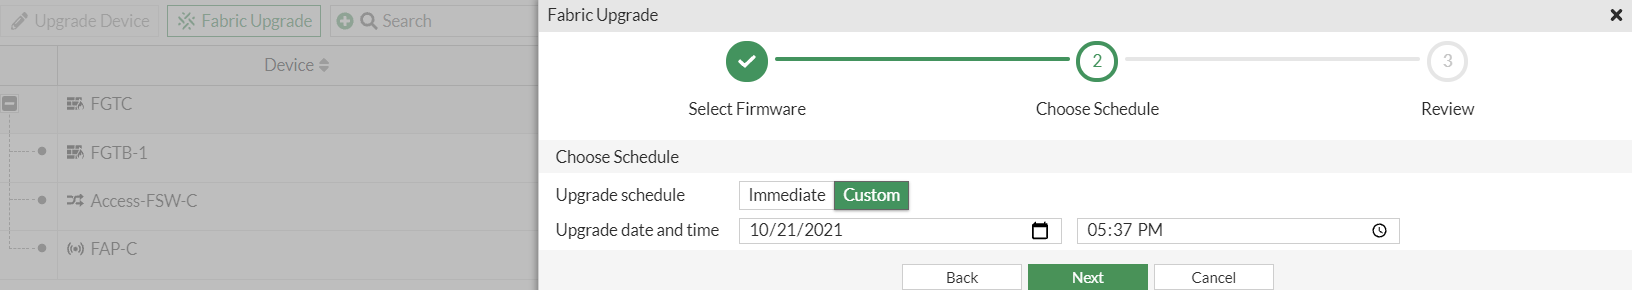 Upgrade Device Fabric Upgrade Search
Device
FGTC
FGTB-1
Access-FSW-C
FAP-C
Fabric Upgrade
2 3
Select Firmware Choose Schedule Review
Choose Schedule
Upgrade schedule Immediate Custom
Upgrade date and time 10/21/2021 05:37 PM
Back Next Cancel